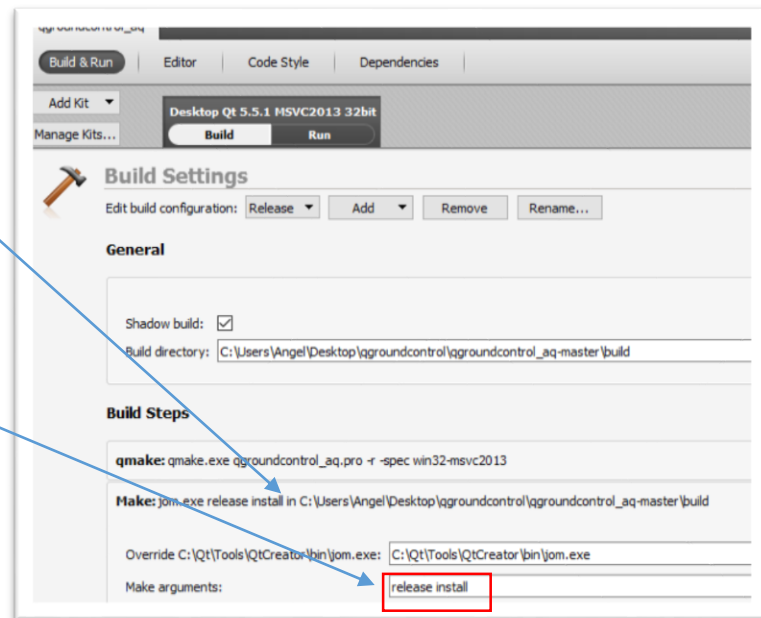 qgroundcontrol_aq
Build & Run Editor Code Style Dependencies
Add Kit
Manage Kits...
Desktop Qt 5.5.1 MSVC2013 32bit
Build Run
Build Settings
Edit build configuration: Release Add Remove Rename...
General
Shadow build:
Build directory: C:\Users\Angel\Desktop\qgroundcontrol\qgroundcontrol_aq-master\build
Build Steps
qmake: qmake.exe qgroundcontrol_aq.pro -r -spec win32-msvc2013
Make: jom.exe release install in C:\Users\Angel\Desktop\qgroundcontrol\qgroundcontrol_aq-master\build
Override C:\Qt\Tools\QtCreator\bin\jom.exe: C:\Qt\Tools\QtCreator\bin\jom.exe
Make arguments: release install